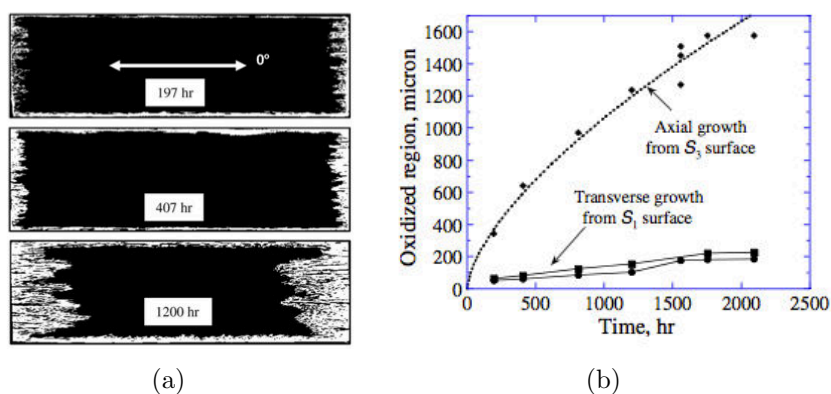 0°
197 hr
407 hr
1200 hr
(a)
Oxidized region, micron
1600
1400
1200
1000
800
600
400
200
0
Axial growth
from S₃ surface
Transverse growth
from S₁ surface
0 500 1000 1500 2000 2500
Time, hr
(b)